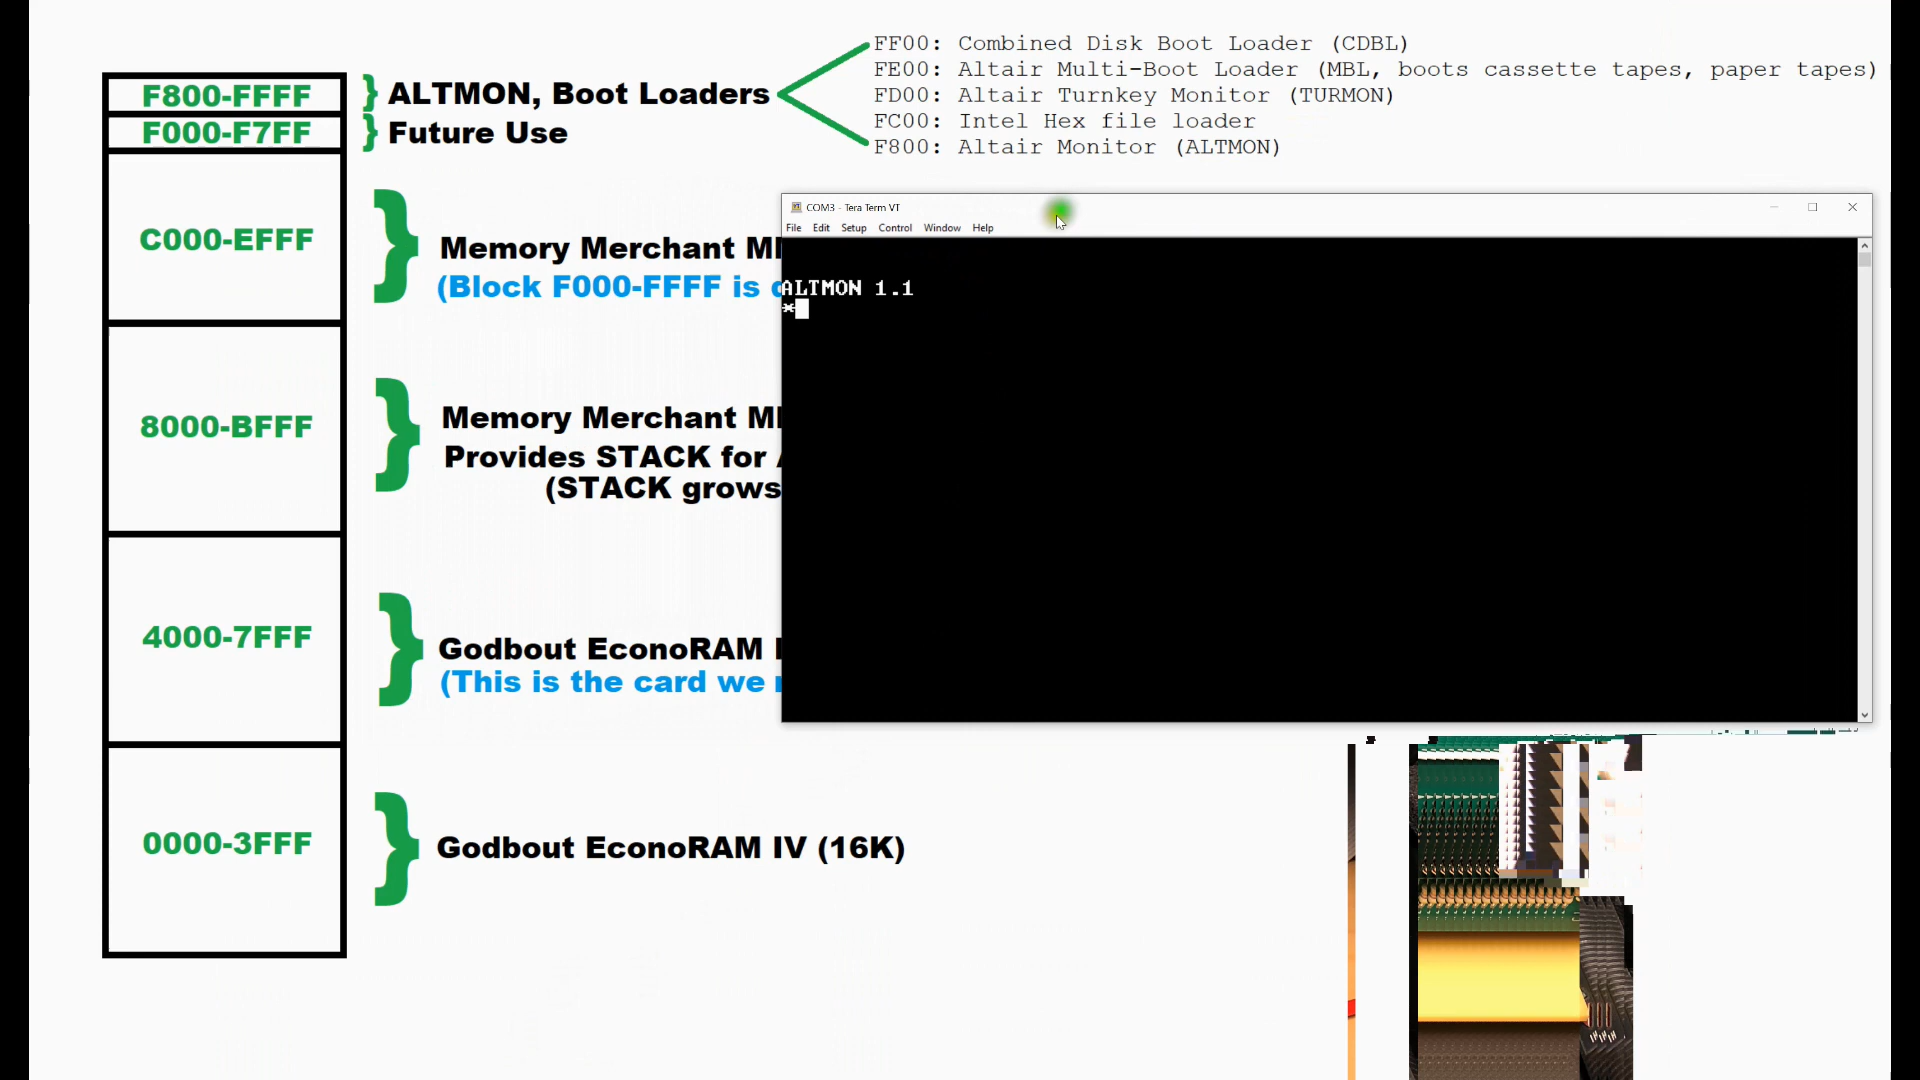 FF00: Combined Disk Boot Loader (CDBL)
FE00: Altair Multi-Boot Loader (MBL, boots cassette tapes, paper tapes)
FD00: Altair Turnkey Monitor (TURMON)
FC00: Intel Hex file loader
F800: Altair Monitor (ALTMON)
F800-FFFF
ALTMON, Boot Loaders
F000-F7FF
Future Use
C000-EFFF
Memory Merchant
(Block F000-FFFF is
8000-BFFF
Memory Merchant
Provides STACK for
(STACK grows
4000-7FFF
Godbout EconoRAM
(This is the card we
0000-3FFF
Godbout EconoRAM IV (16K)
COM3 - Tera Term VT
File Edit Setup Control Window Help
ALTMON 1.1
*